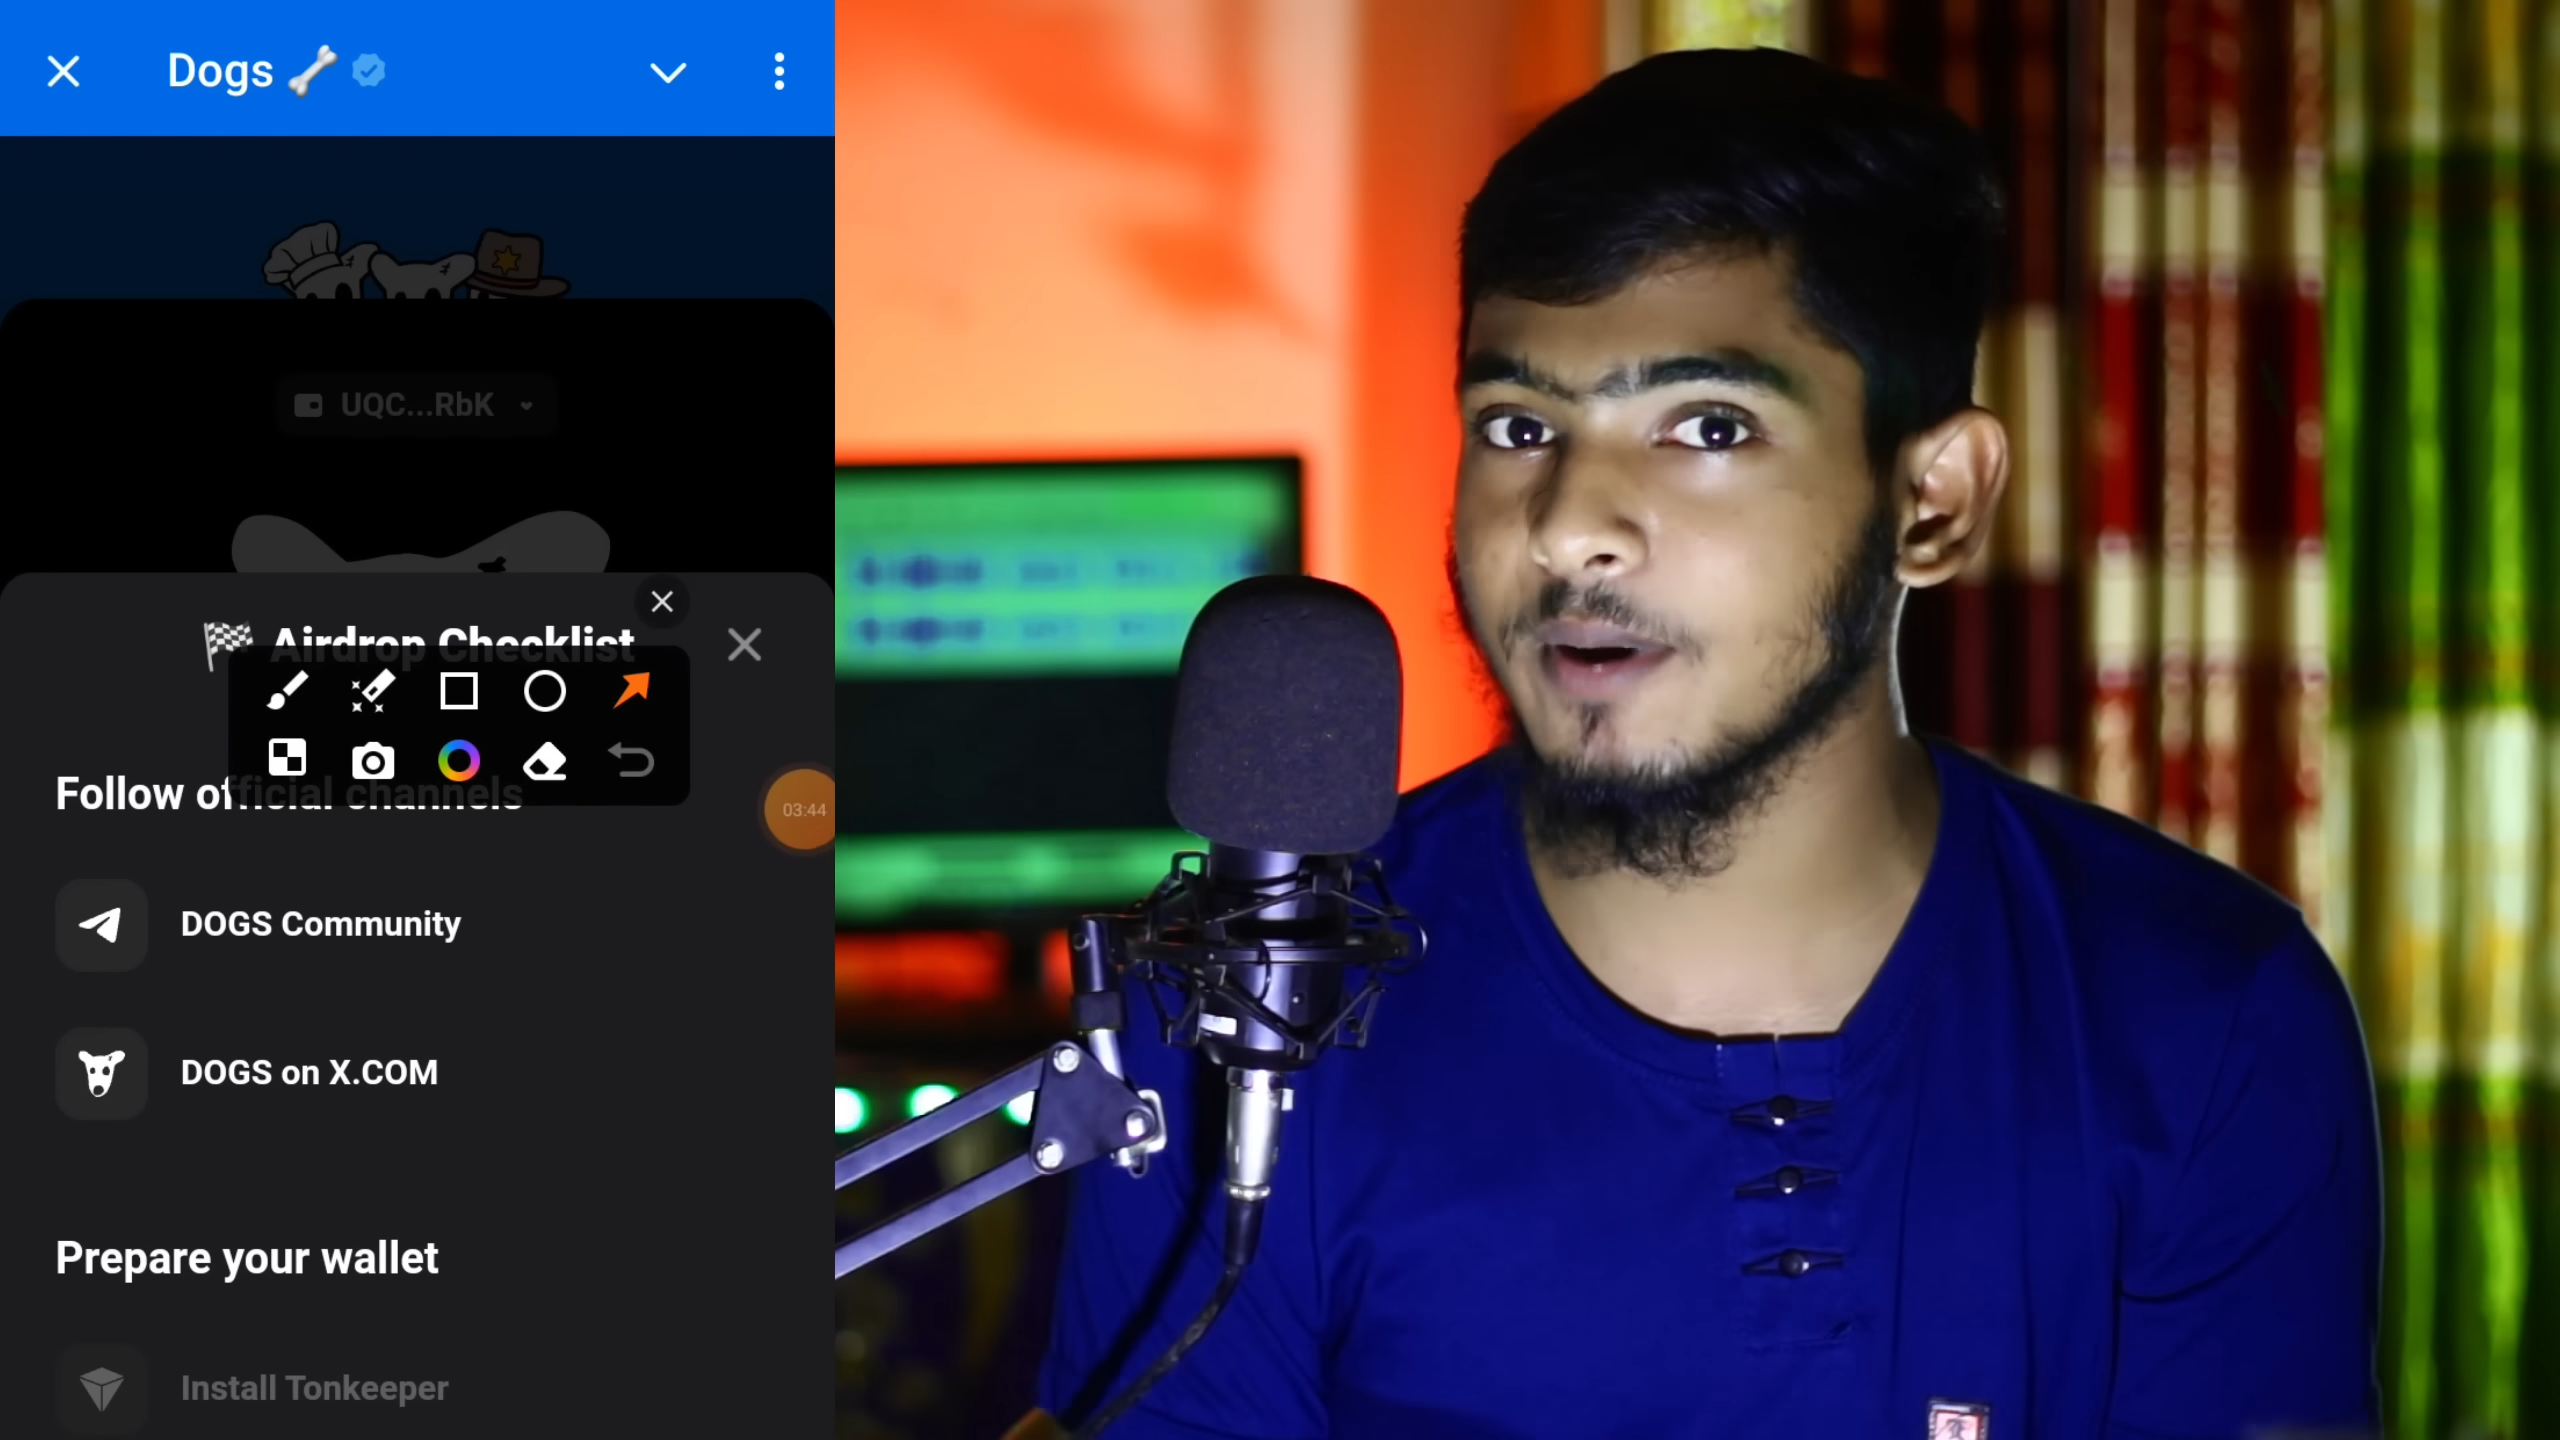 Dogs
UQC...RbK
Airdrop Checklist
Follow official channels
03:44
DOGS Community
DOGS on X.COM
Prepare your wallet
Install Tonkeeper